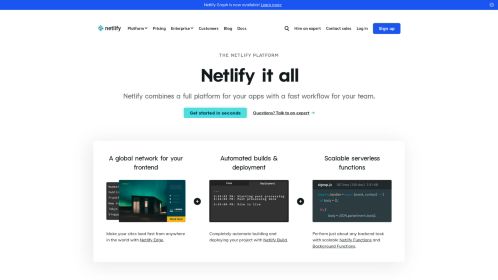 Netlify Graph is now available! Learn more
netlify
Platform Pricing Enterprise Customers Blog Docs
Hire an expert Contact sales Log in Sign up
THE NETLIFY PLATFORM
Netlify it all
Netlify combines a full platform for your apps with a fast workflow for your team.
Get started in seconds
Questions? Talk to an expert →
A global network for your
frontend
Automated builds &
deployment
Scalable serverless
functions
signup.js
Make your sites load fast from anywhere
in the world with Netlify Edge.
Completely automate building and
deploying your project with Netlify Build.
Perform just about any backend task
with scalable Netlify Functions and
Background Functions.